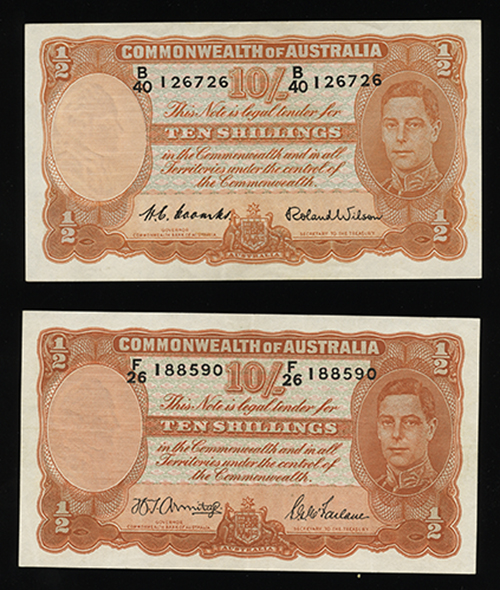 1/2 COMMONWEALTH OF AUSTRALIA 1/2
B/40 126726 10/- B/40 126726
This Note is legal tender for
TEN SHILLINGS
in the Commonwealth and in all
Territories under the control of
the Commonwealth.
1/2 H. C. Coombs Roland Wilson 1/2
GOVERNOR SECRETARY TO THE TREASURY
COMMONWEALTH BANK OF AUSTRALIA
AUSTRALIA
1/2 COMMONWEALTH OF AUSTRALIA 1/2
F/26 188590 10/- F/26 188590
This Note is legal tender for
TEN SHILLINGS
in the Commonwealth and in all
Territories under the control of
the Commonwealth.
1/2 H. T. Armitage S. G. McFarlane 1/2
GOVERNOR SECRETARY TO THE TREASURY
COMMONWEALTH BANK OF AUSTRALIA
AUSTRALIA